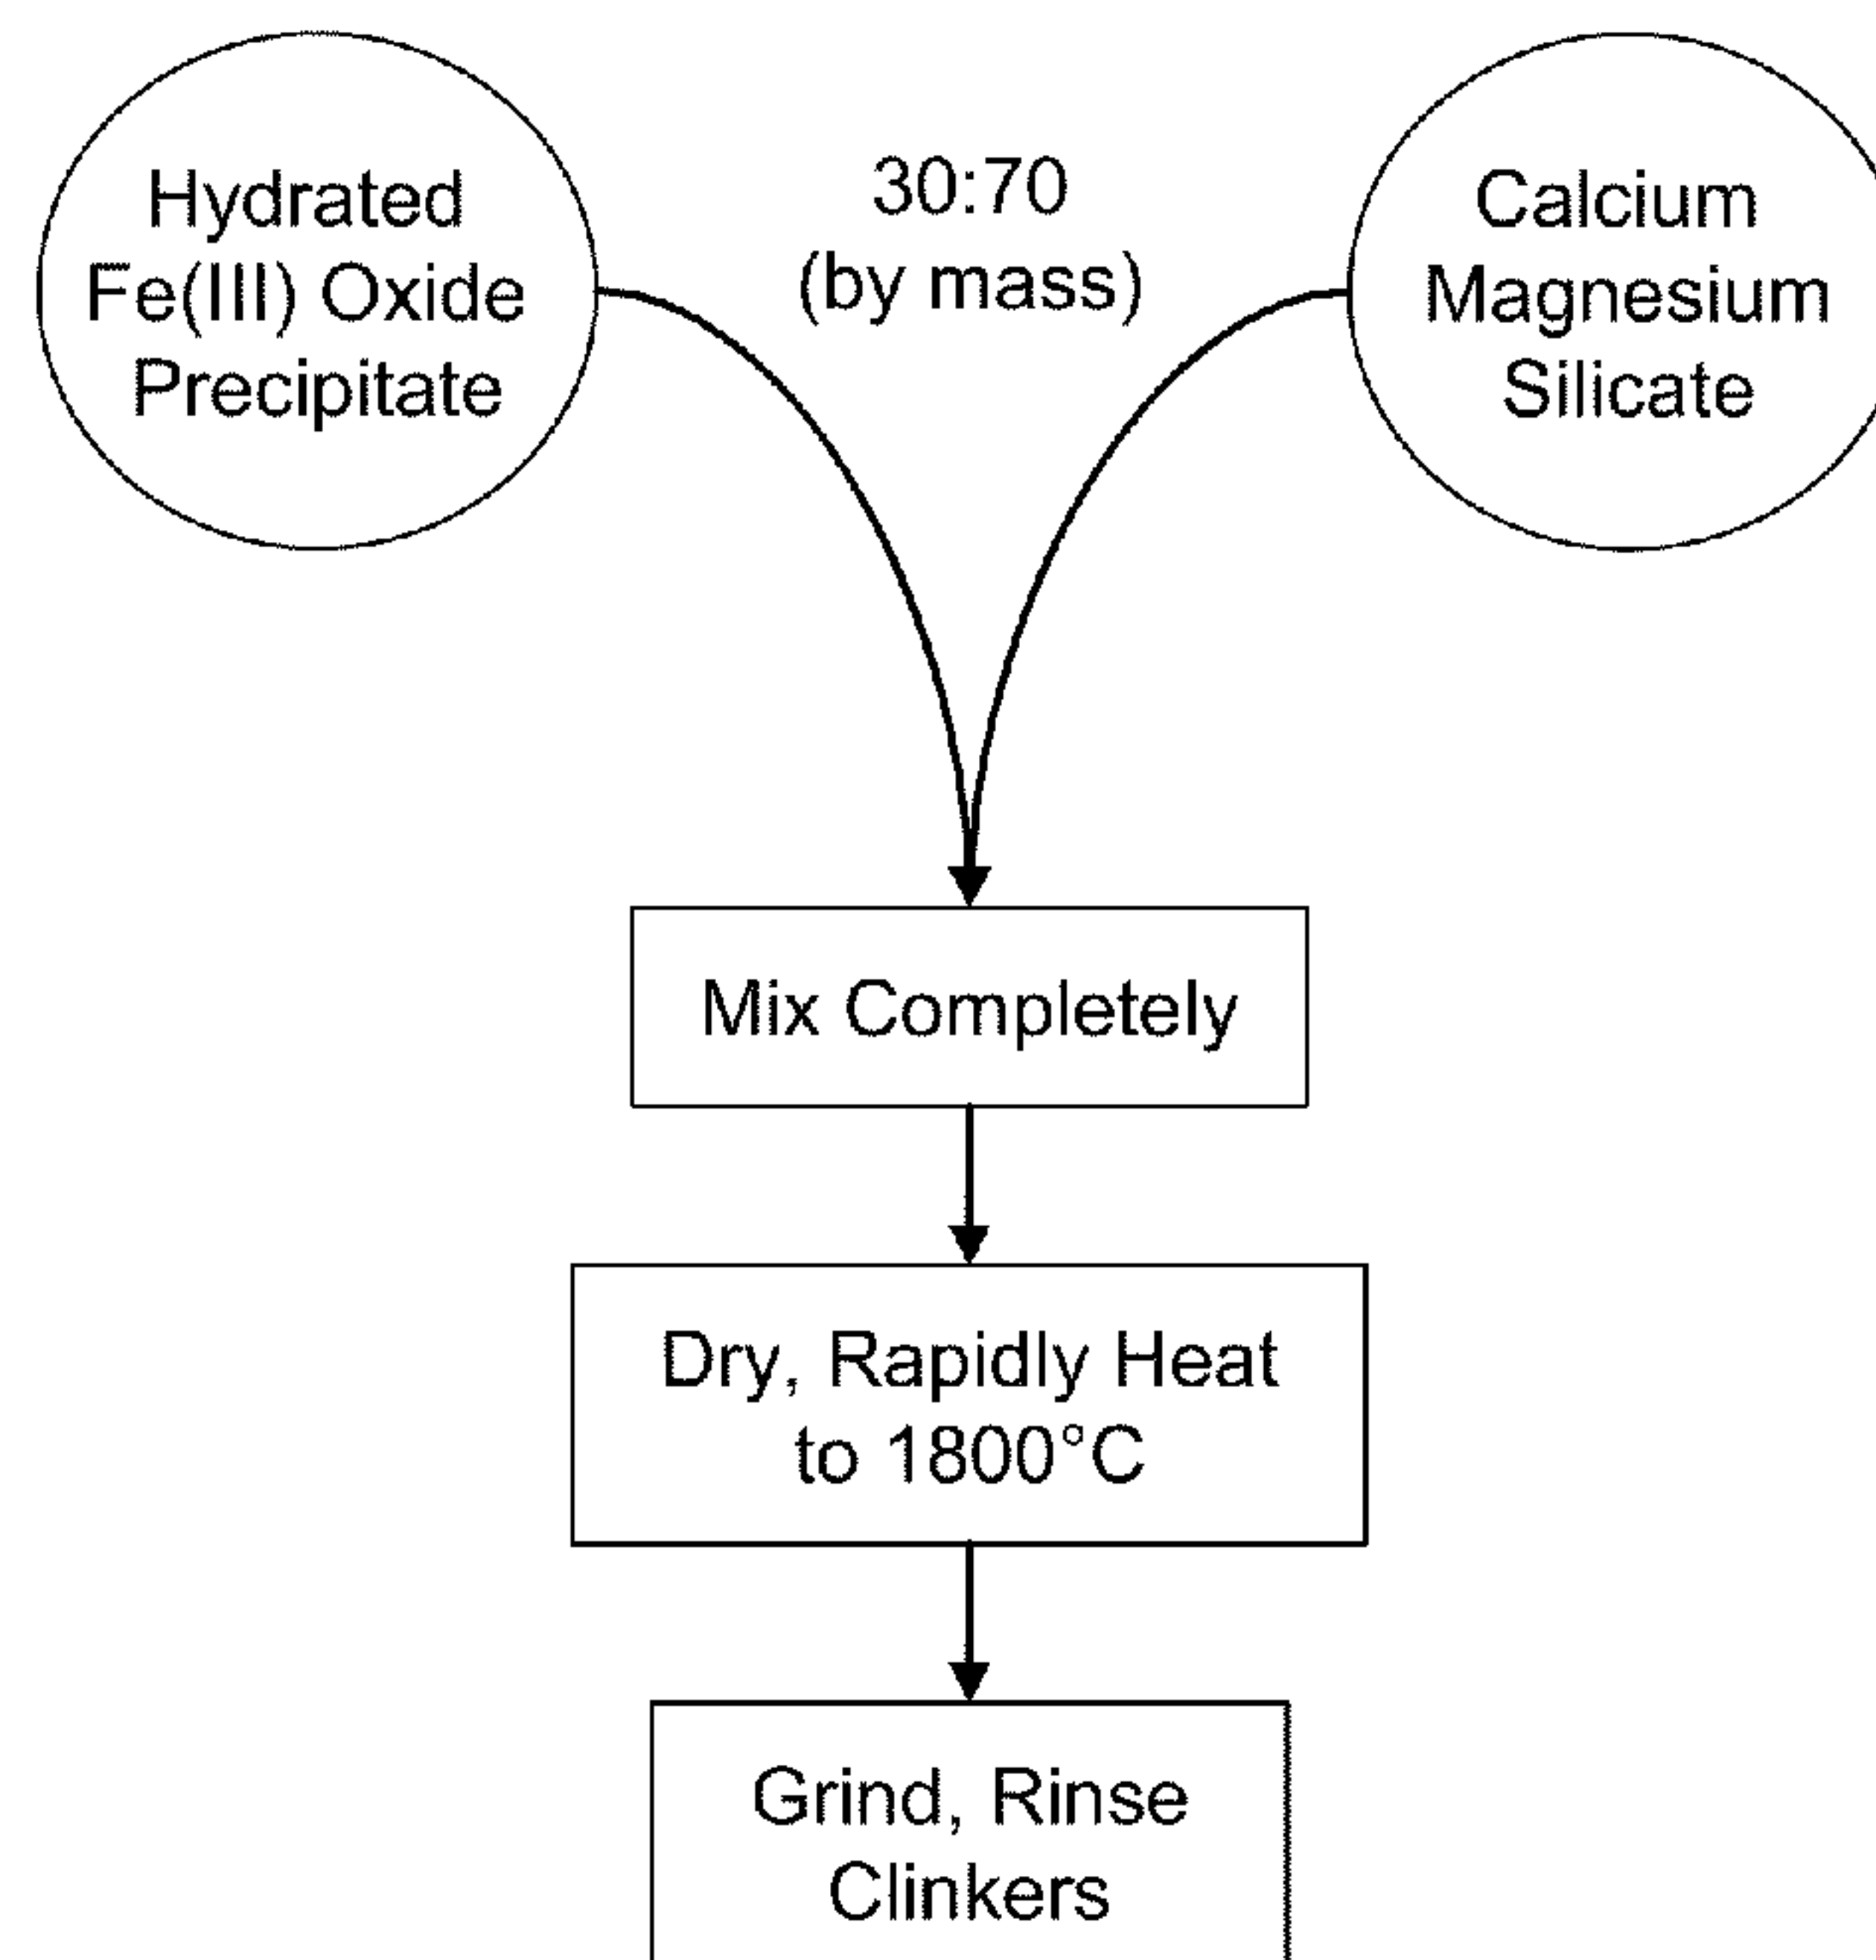 Hydrated
Fe(III) Oxide
Precipitate
30:70
(by mass)
Calcium
Magnesium
Silicate
Mix Completely
Dry, Rapidly Heat
to 1800°C
Grind, Rinse
Clinkers